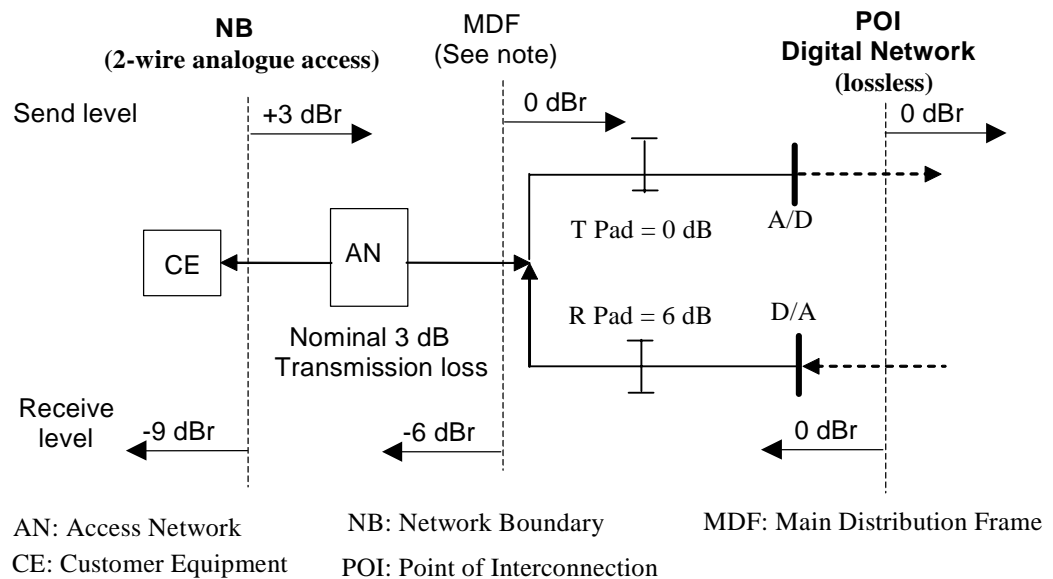 NB
(2-wire analogue access)
MDF
(See note)
POI
Digital Network
(lossless)
Send level
+3 dBr
0 dBr
0 dBr
T Pad = 0 dB
A/D
CE
AN
R Pad = 6 dB
D/A
Nominal 3 dB
Transmission loss
Receive
level
-9 dBr
-6 dBr
0 dBr
AN: Access Network
NB: Network Boundary
MDF: Main Distribution Frame
CE: Customer Equipment
POI: Point of Interconnection